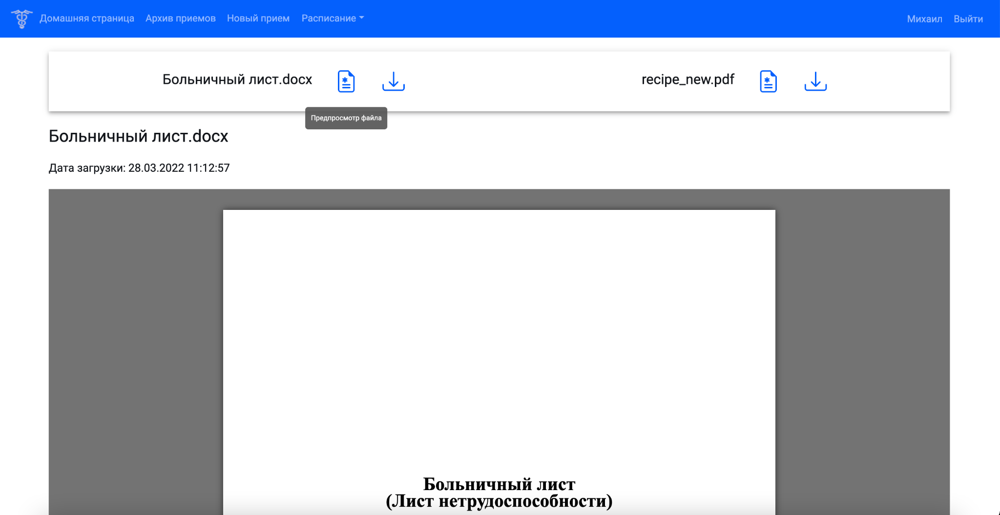 Домашняя страница Архив приемов Новый прием Расписание Михаил Выйти
Больничный лист.docx recipe_new.pdf
Предпросмотр файла
Больничный лист.docx
Дата загрузки: 28.03.2022 11:12:57
Больничный лист
(Лист нетрудоспособности)